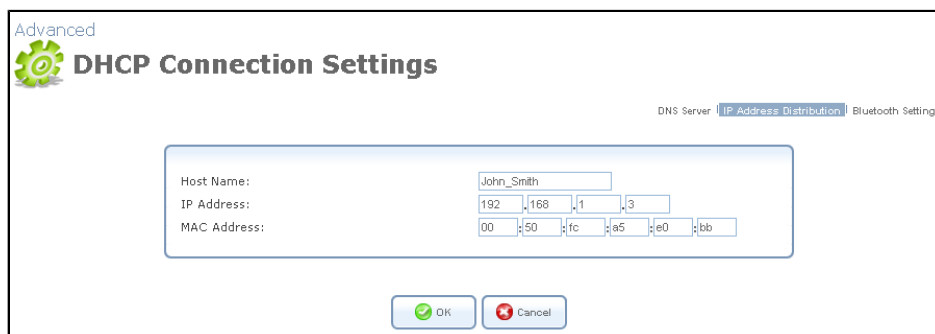 Advanced
DHCP Connection Settings
DNS Server | IP Address Distribution | Bluetooth Setting
Host Name: John_Smith
IP Address: 192 .168 .1 .3
MAC Address: 00 :50 :fc :a5 :e0 :bb
OK Cancel